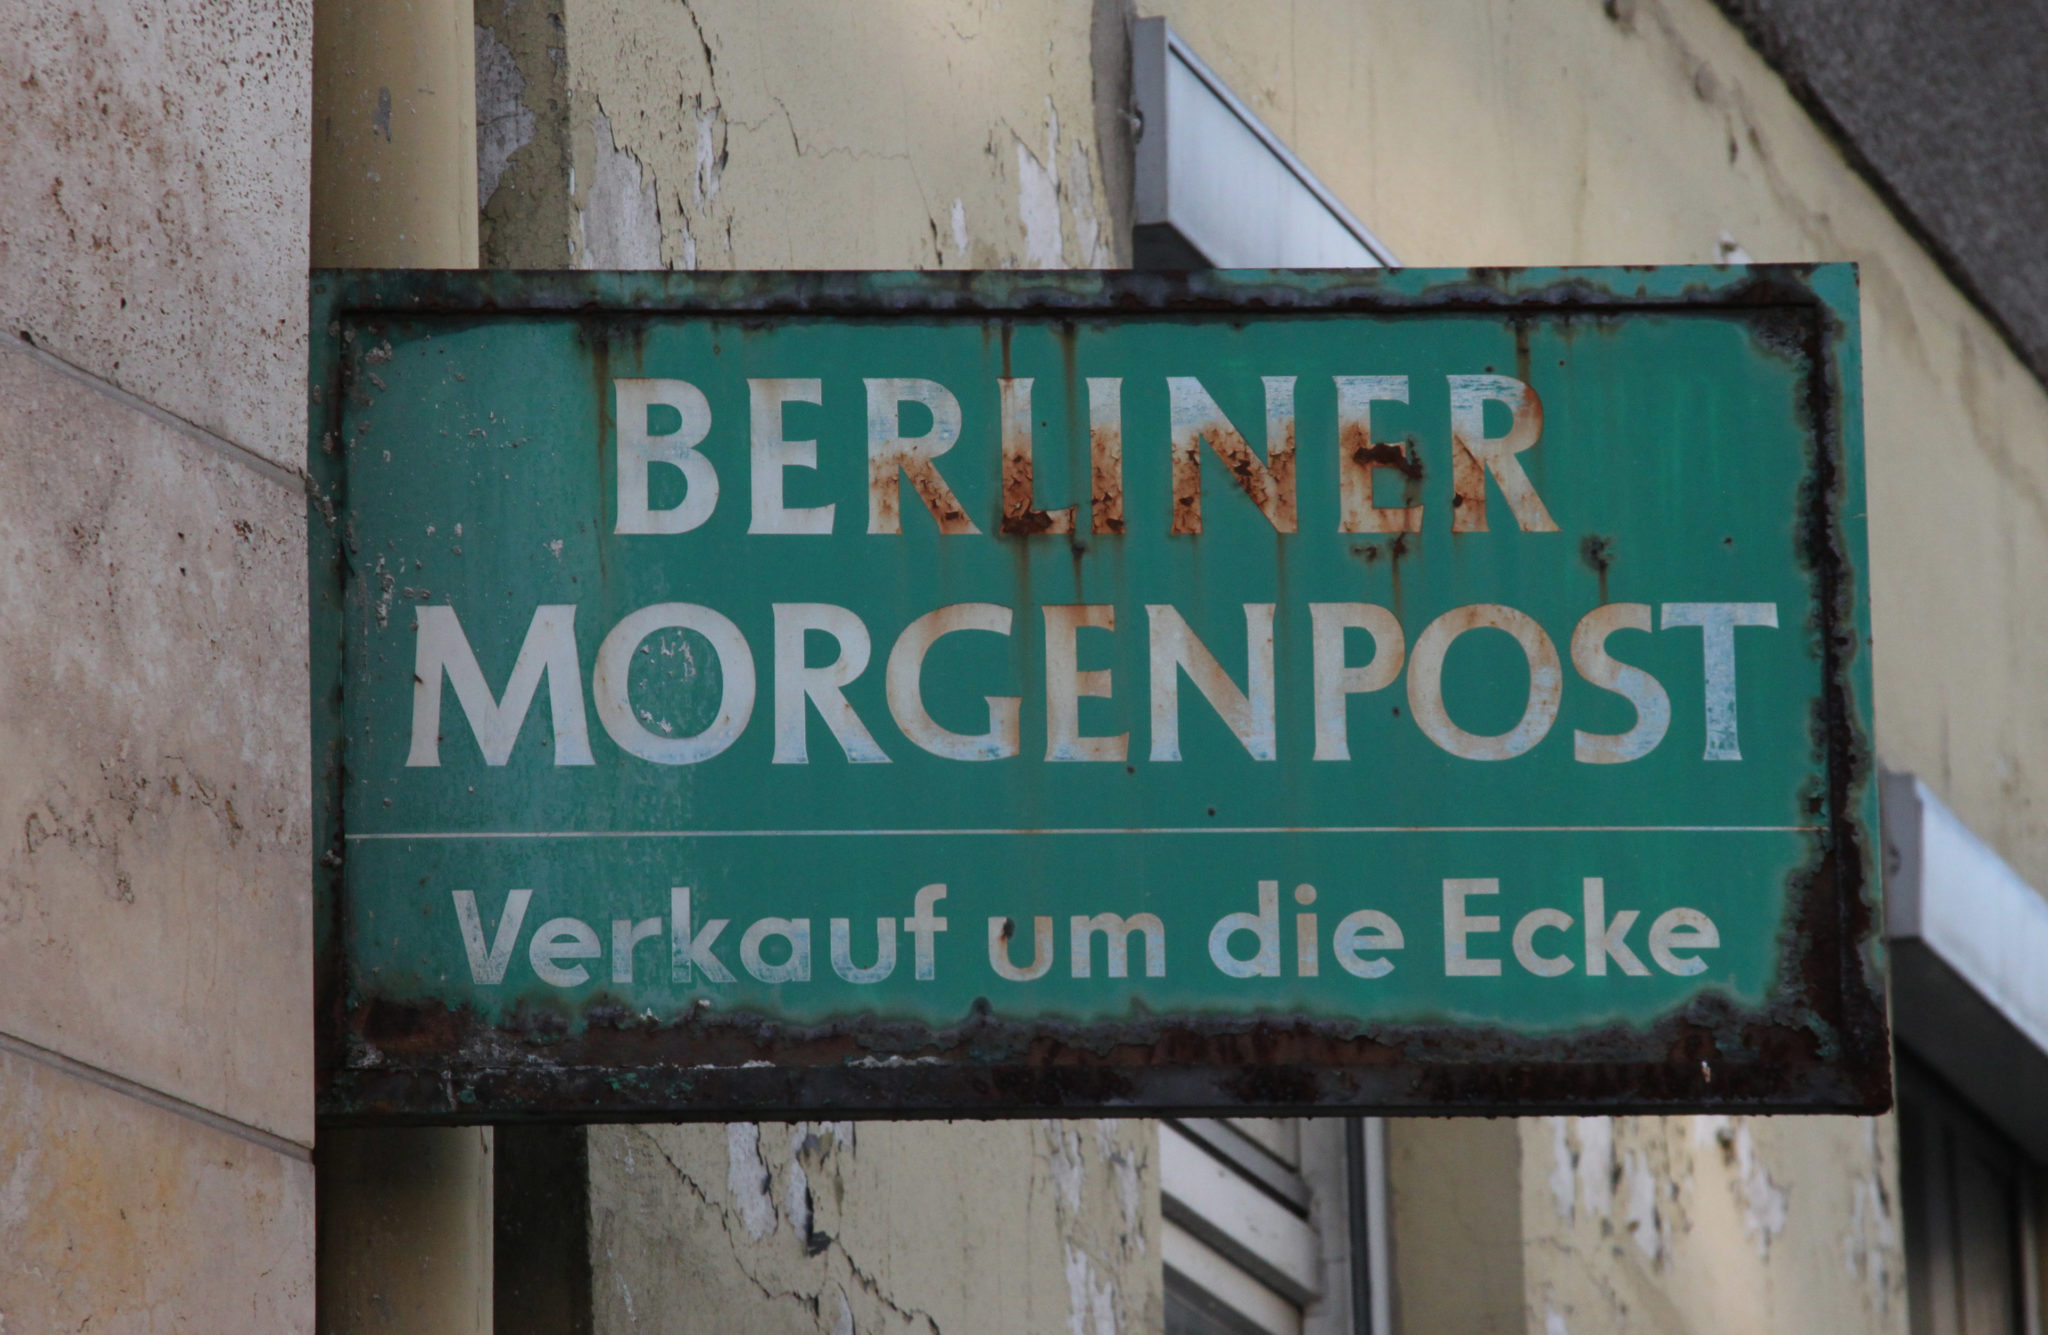 BERLINER
MORGENPOST
Verkauf um die Ecke